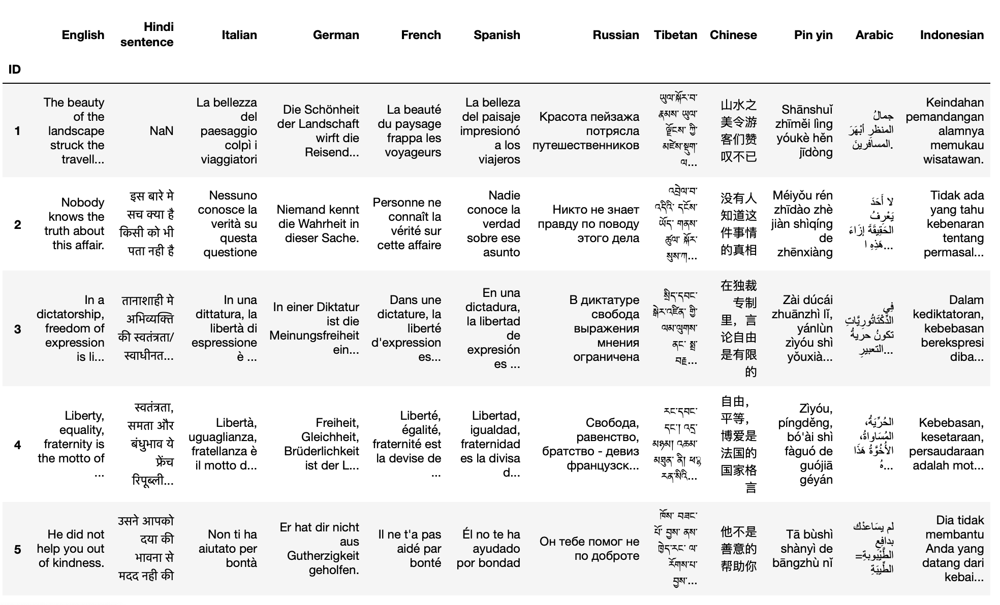 English Hindi sentence Italian German French Spanish Russian Tibetan Chinese Pin yin Arabic Indonesian
ID
1
The beauty
of the
landscape
struck the
travell...
NaN
La bellezza
del
paesaggio
colpì i
viaggiatori
Die Schönheit
der Landschaft
wirft die
Reisend...
La beauté
du paysage
frappa les
voyageurs
La belleza
del paisaje
impresionó
a los
viajeros
Красота пейзажа
потрясла
путешественников
ཡུལ་སྐོར་བ་
རྣམས་ ཡུལ་
ལྗོངས་ ཀྱི་
མཛེས་སྡུག་
ལ...
山水之
美令游
客们赞
叹不已
Shānshuǐ
zhīměi lìng
yóukè hěn
jīdòng
جمالُ
المنظرِ أبْهَرَ
المسافرينَ.
Keindahan
pemandangan
alamnya
memukau
wisatawan.
2
Nobody
knows the
truth about
this affair.
इस बारे मे
सच क्या है
किसी को भी
पता नही है
Nessuno
conosce la
verità su
questa
questione
Niemand kennt
die Wahrheit in
dieser Sache.
Personne ne
connaît la
vérité sur
cette affaire
Nadie
conoce la
verdad
sobre ese
asunto
Никто не знает
правду по поводу
этого дела
འབྲེལ་བ་
འདིའི་ དངོས་
ཡོད་ གནས་
ཚུལ་ སྐོར་
སུས་ཀ...
没有人
知道这
件事情
的真相
Méiyǒu rén
zhīdào zhè
jiàn shìqíng
de
zhēnxiàng
لا أَحَدَ
يَعْرِفُ
الحَقِيقَةَ إزَاءَ
هَذِهِ ا...
Tidak ada
yang tahu
kebenaran
tentang
permasal...
3
In a
dictatorship,
freedom of
expression
is li...
तानाशाही मे
अभिव्यक्ति
की स्वतंत्रता/
स्वाधीनत...
In una
dittatura, la
libertà di
espressione
è ...
In einer Diktatur
ist die
Meinungsfreiheit
ein...
Dans une
dictature, la
liberté
d'expression
es...
En una
dictadura,
la libertad
de
expresión
es ...
В диктатуре
свобода
выражения
мнения
ограничена
སྲིད་དབང་
སྒེར་འཛིན་ གྱི་
ལམ་ལུགས་
ནང་ སྨྲ་
བརྗ...
在独裁
专制
里，言
论自由
是有限
的
Zài dúcái
zhuānzhì lǐ,
yánlùn
zìyóu shì
yǒuxià...
فِي
الدِّكْتَاتُورِيَّاتِ
تكونُ حريةُ
التعبيرِ...
Dalam
kediktatoran,
kebebasan
berekspresi
diba...
4
Liberty,
equality,
fraternity is
the motto of
...
स्वतंत्रता,
समता और
बंधुभाव ये
फ्रेंच
रिपूब्ली...
Libertà,
uguaglianza,
fratellanza è
il motto d...
Freiheit,
Gleichheit,
Brüderlichkeit
ist der L...
Liberté,
égalité,
fraternité est
la devise de
...
Libertad,
igualdad,
fraternidad
es la divisa
d...
Свобода,
равенство,
братство - девиз
французск...
རང་དབང་
དང་། འདྲ་
མཉམ། འཆམ་
མཐུན་ ནི། ཕ྄
རན་སིའི...
自由，
平等，
博爱是
法国的
国家格
言
Zìyóu,
píngděng,
bó'ài shì
fàguó de
guójiā
géyán
الحُرِّيَةُ،
المُسَاواةُ،
الأُخُوَّةُ هَذَا
هُ...
Kebebasan,
kesetaraan,
persaudaraan
adalah mot...
5
He did not
help you out
of kindness.
उसने आपको
दया की
भावना से
मदद नही की
Non ti ha
aiutato per
bontà
Er hat dir nicht
aus
Gutherzigkeit
geholfen.
Il ne t'a pas
aidé par
bonté
Él no te ha
ayudado
por bondad
Он тебе помог не
по доброте
ཁོས་ བཟང་
པོ་ བྱས་ ནས་
ཁྱེད་རང་ ལ་
རོགས་པ་
བྱས་...
他不是
善意的
帮助你
Tā bùshì
shànyì de
bāngzhù nǐ
لم يسَاعدْك
بدافِعِ
الطَّيْبوبةِ=
الطِّيبَةِ
Dia tidak
membantu
Anda yang
datang dari
kebai...